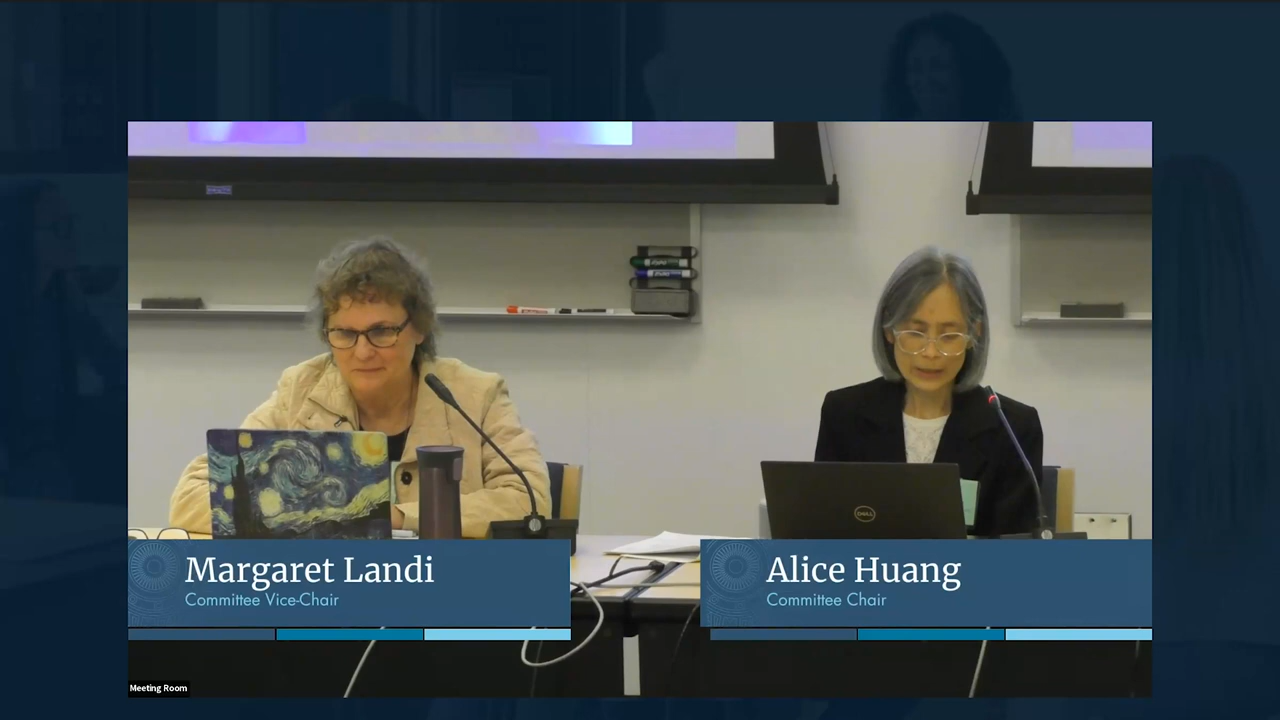 DELL
Margaret Landi
Committee Vice-Chair
Alice Huang
Committee Chair
Meeting Room